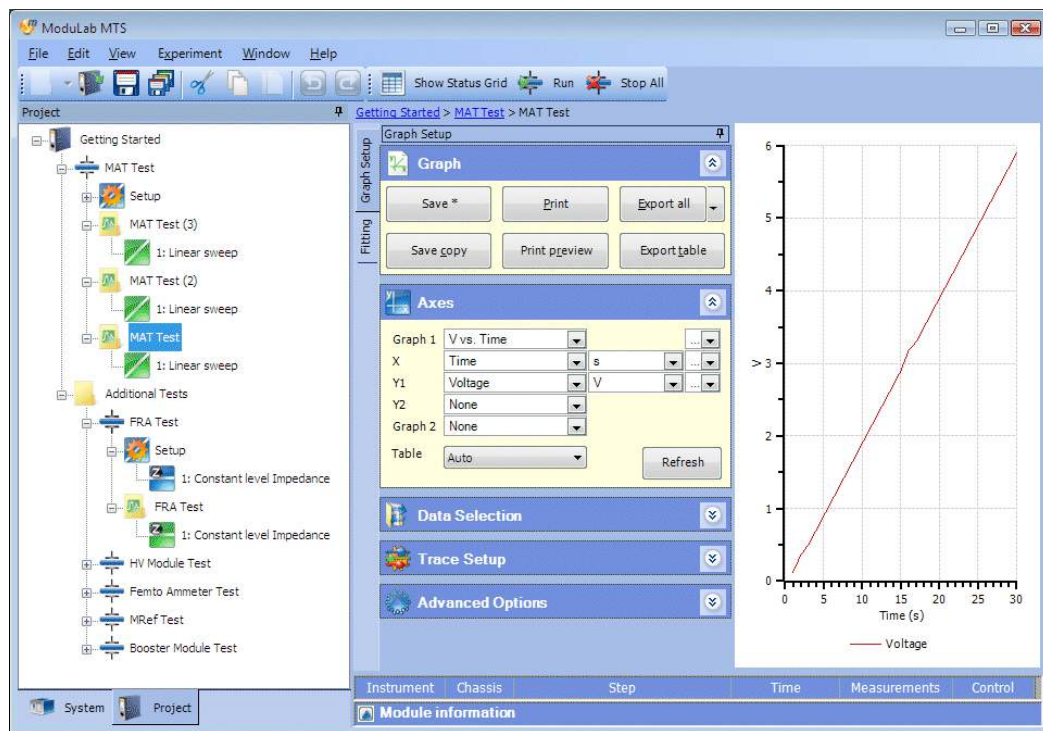 ModuLab MTS
File Edit View Experiment Window Help
Show Status Grid Run Stop All
Project
Getting Started
MAT Test
Setup
MAT Test (3)
1: Linear sweep
MAT Test (2)
1: Linear sweep
MAT Test
1: Linear sweep
Additional Tests
FRA Test
Setup
1: Constant level Impedance
FRA Test
1: Constant level Impedance
HV Module Test
Femto Ammeter Test
MRef Test
Booster Module Test
System Project
Getting Started > MAT Test > MAT Test
Graph Setup
Fitting
Graph Setup
Graph
Save * Print Export all
Save copy Print preview Export table
Axes
Graph 1 V vs. Time ...
X Time s ...
Y1 Voltage V ...
Y2 None
Graph 2 None
Table Auto Refresh
Data Selection
Trace Setup
Advanced Options
6
5
4
3
2
1
0
V
0 5 10 15 20 25 30
Time (s)
Voltage
Instrument Chassis Step Time Measurements Control
Module information